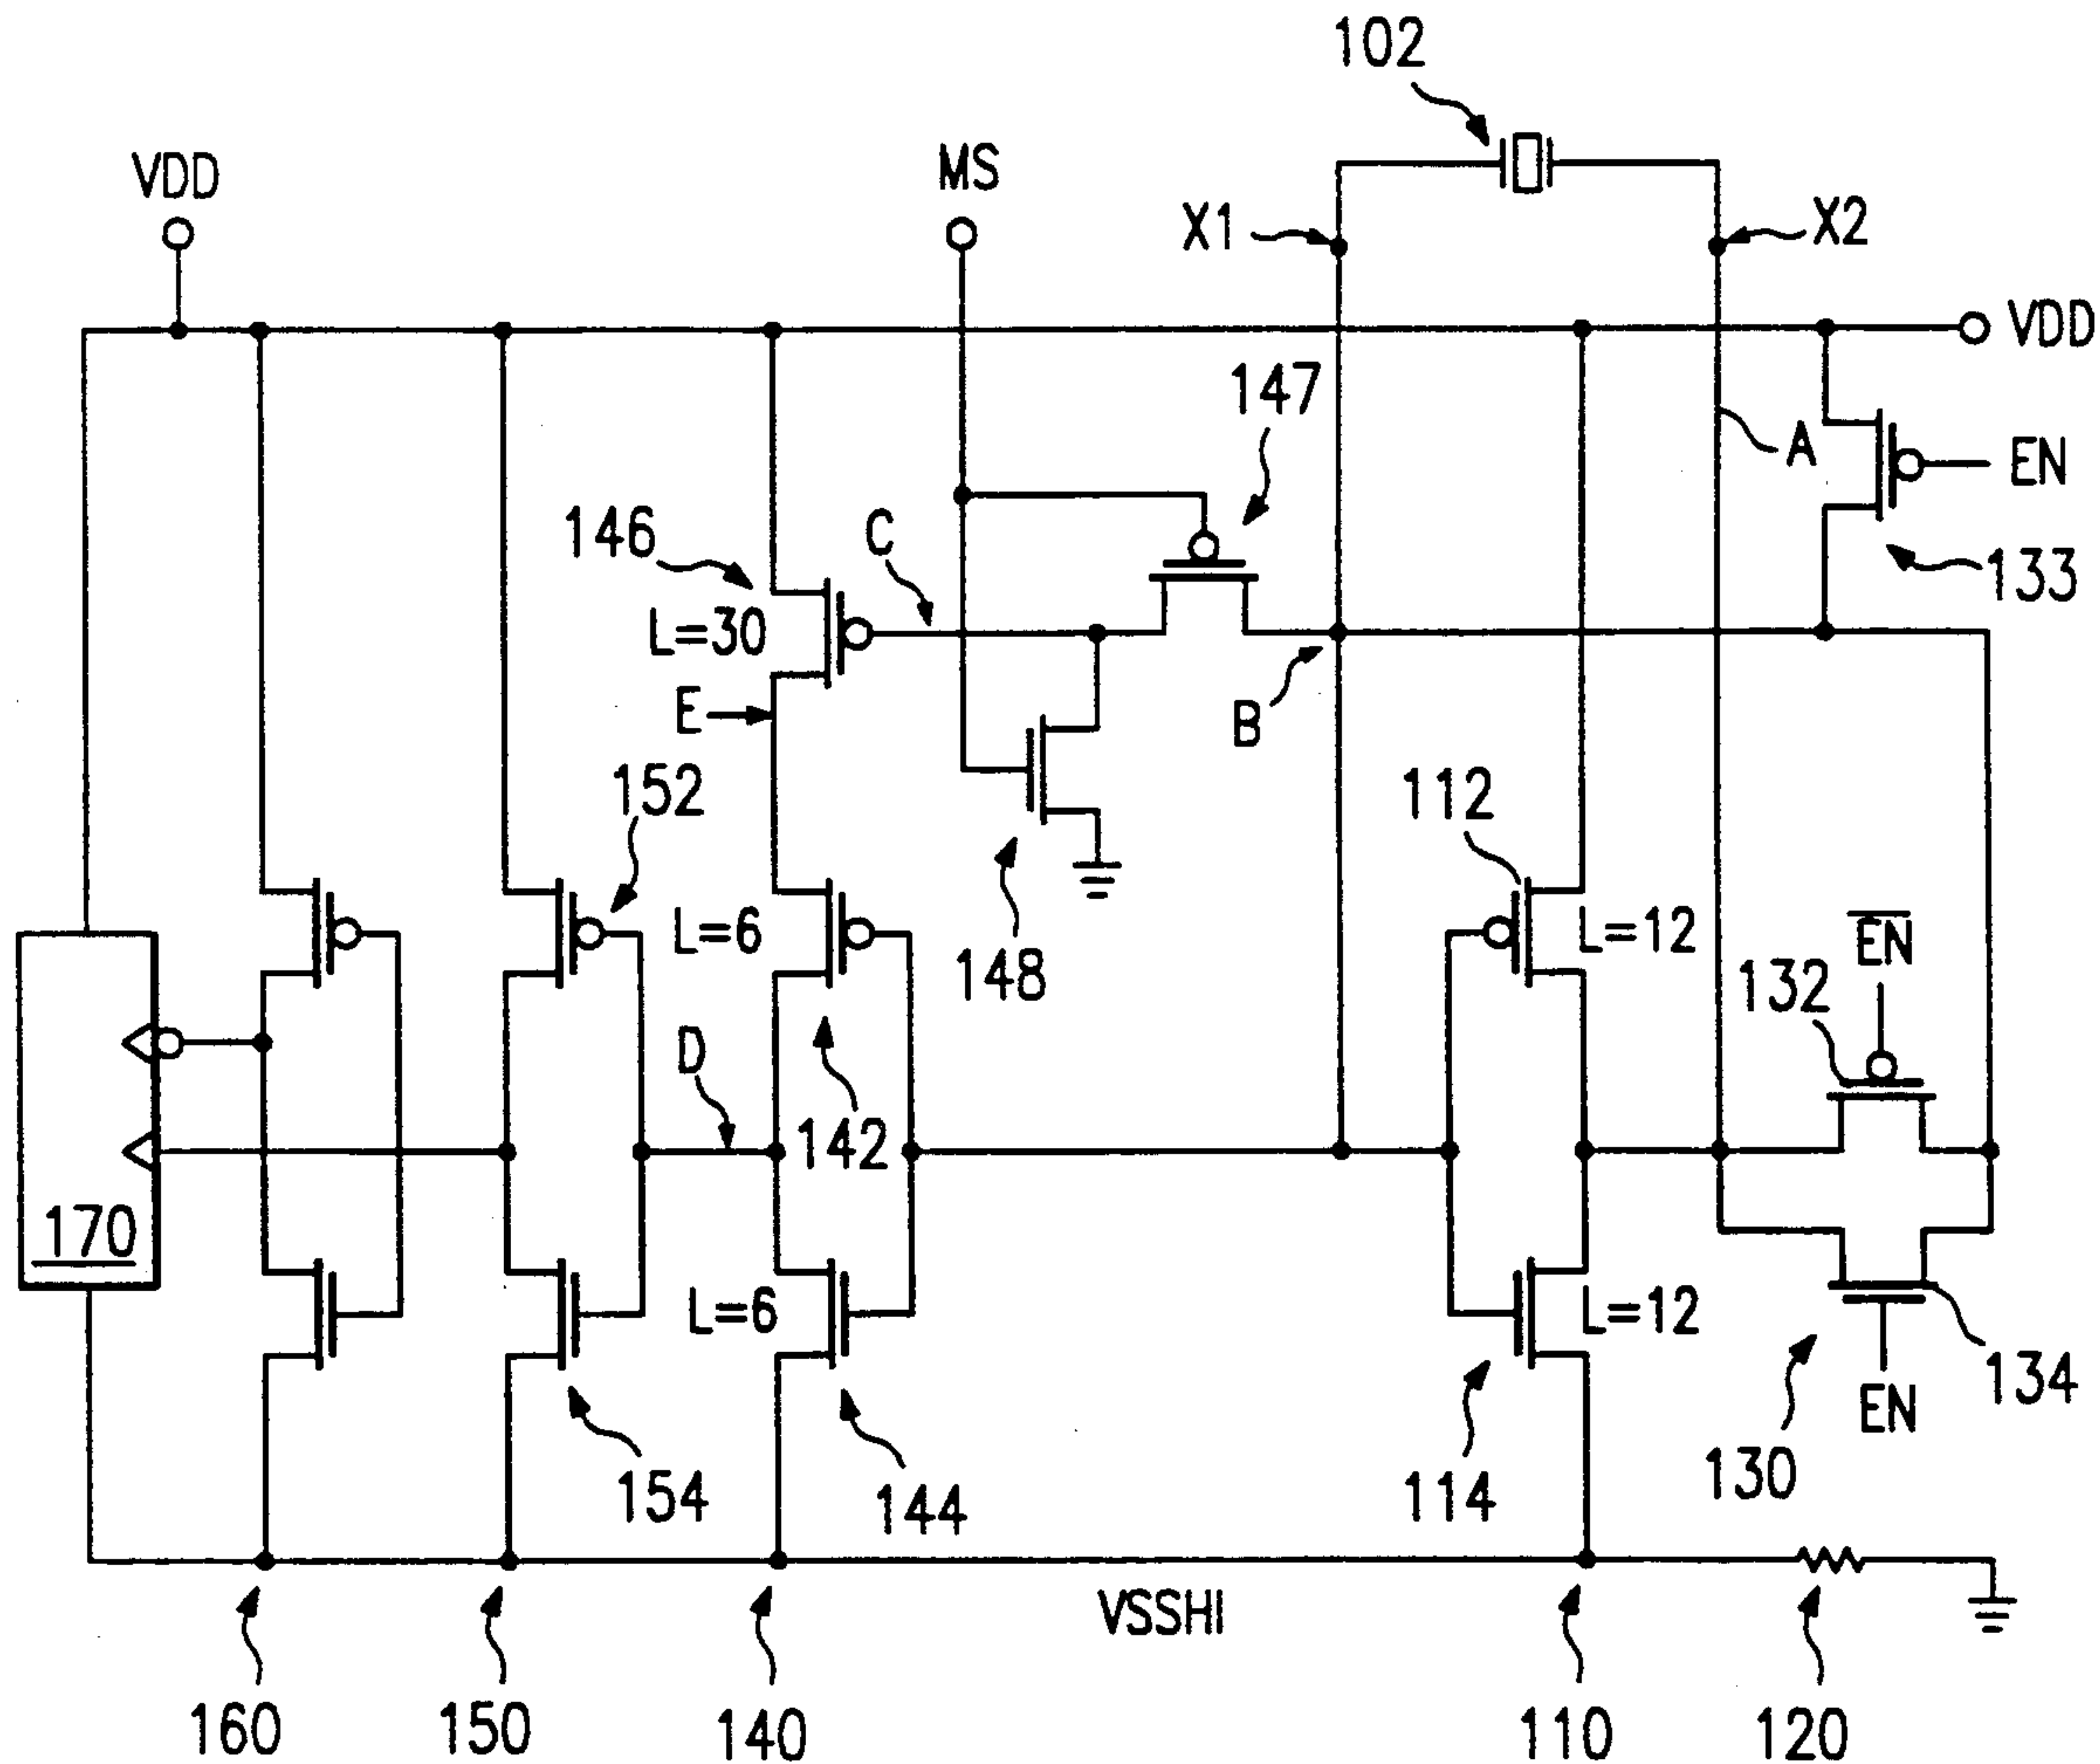 102
VDD
MS
X1
X2
VDD
147
A
EN
146
C
133
L=30
E
B
152
112
L=6
148
L=12
E̅N̅
132
D
142
170
L=6
L=12
134
EN
154
144
114
130
VSSHI
160
150
140
110
120